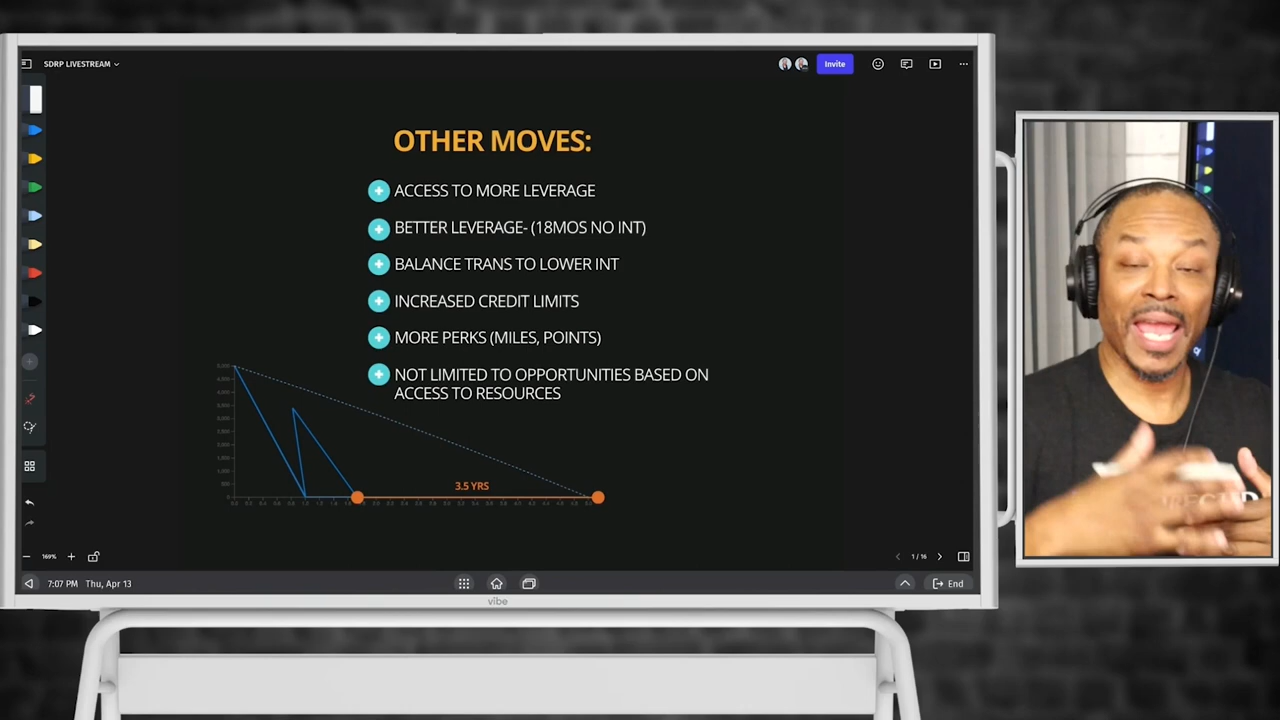 SDRP LIVESTREAM
Invite
OTHER MOVES:
ACCESS TO MORE LEVERAGE
BETTER LEVERAGE- (18MOS NO INT)
BALANCE TRANS TO LOWER INT
INCREASED CREDIT LIMITS
MORE PERKS (MILES, POINTS)
NOT LIMITED TO OPPORTUNITIES BASED ON
ACCESS TO RESOURCES
3.5 YRS
169%
1 / 16
7:07 PM Thu, Apr 13
End
vibe